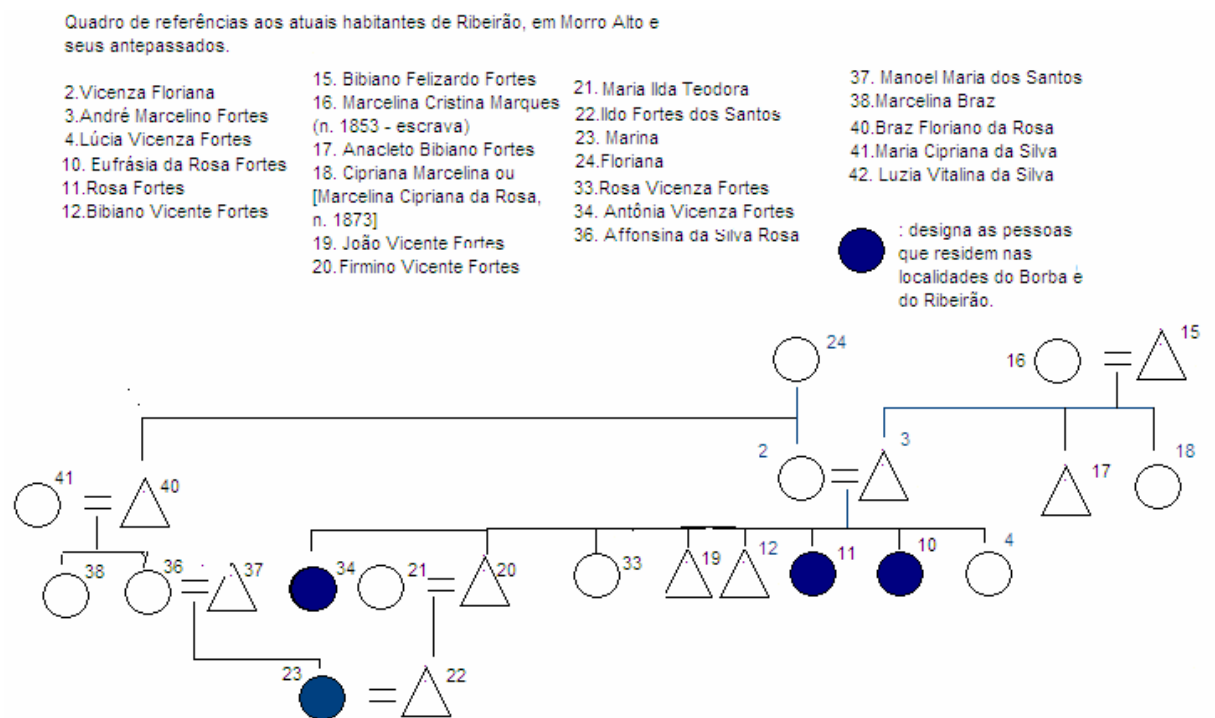 Quadro de referências aos atuais habitantes de Ribeirão, em Morro Alto e
seus antepassados.
2.Vicenza Floriana
3.André Marcelino Fortes
4.Lúcia Vicenza Fortes
10. Eufrásia da Rosa Fortes
11.Rosa Fortes
12.Bibiano Vicente Fortes
15. Bibiano Felizardo Fortes
16. Marcelina Cristina Marques
(n. 1853 - escrava)
17. Anacleto Bibiano Fortes
18. Cipriana Marcelina ou
[Marcelina Cipriana da Rosa,
n. 1873]
19. João Vicente Fortes
20.Firmino Vicente Fortes
21. Maria Ilda Teodora
22.Ildo Fortes dos Santos
23. Marina
24.Floriana
33.Rosa Vicenza Fortes
34. Antônia Vicenza Fortes
36. Affonsina da Silva Rosa
37. Manoel Maria dos Santos
38.Marcelina Braz
40.Braz Floriano da Rosa
41.Maria Cipriana da Silva
42. Luzia Vitalina da Silva
: designa as pessoas
que residem nas
localidades do Borba e
do Ribeirão.
24
16
15
41
40
2
3
17
18
38
36
37
34
21
20
33
19
12
11
10
4
23
22